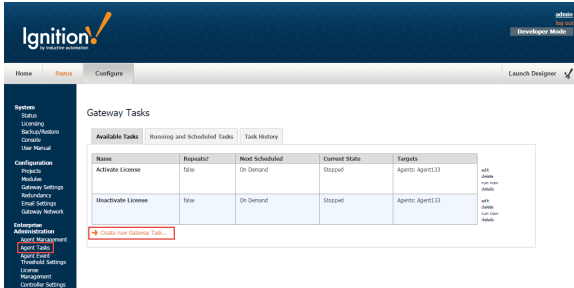 admin
log out
Developer Mode
Ignition!
by inductive automation
Home
Status
Configure
Launch Designer
System
Status
Licensing
Backup/Restore
Console
User Manual
Configuration
Projects
Modules
Gateway Settings
Redundancy
Email Settings
Gateway Network
Enterprise
Administration
Agent Management
Agent Tasks
Agent Event
Threshold Settings
License
Management
Controller Settings
Gateway Tasks
Available Tasks
Running and Scheduled Tasks
Task History
Name Repeats? Next Scheduled Current State Targets
Activate License false On Demand Stopped Agents: Agent133
edit
delete
run now
details
Unactivate License false On Demand Stopped Agents: Agent133
edit
delete
run now
details
Create new Gateway Task...